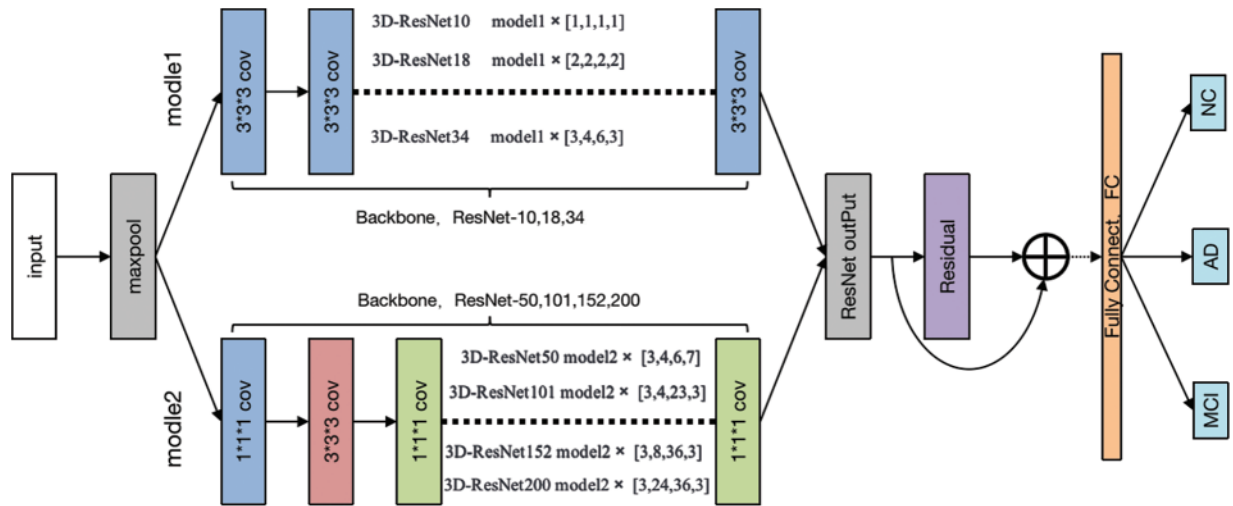 input
maxpool
modle1
3*3*3 cov
3*3*3 cov
3D-ResNet10 model1 × [1,1,1,1]
3D-ResNet18 model1 × [2,2,2,2]
3D-ResNet34 model1 × [3,4,6,3]
3*3*3 cov
Backbone, ResNet-10,18,34
Backbone, ResNet-50,101,152,200
modle2
1*1*1 cov
3*3*3 cov
1*1*1 cov
3D-ResNet50 model2 × [3,4,6,7]
3D-ResNet101 model2 × [3,4,23,3]
3D-ResNet152 model2 × [3,8,36,3]
3D-ResNet200 model2 × [3,24,36,3]
1*1*1 cov
ResNet outPut
Residual
Fully Connect, FC
NC
AD
MCI